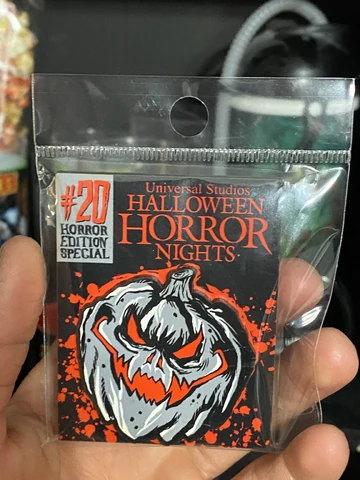 #20
HORROR
EDITION
SPECIAL
Universal Studios
HALLOWEEN
HORROR
NIGHTS